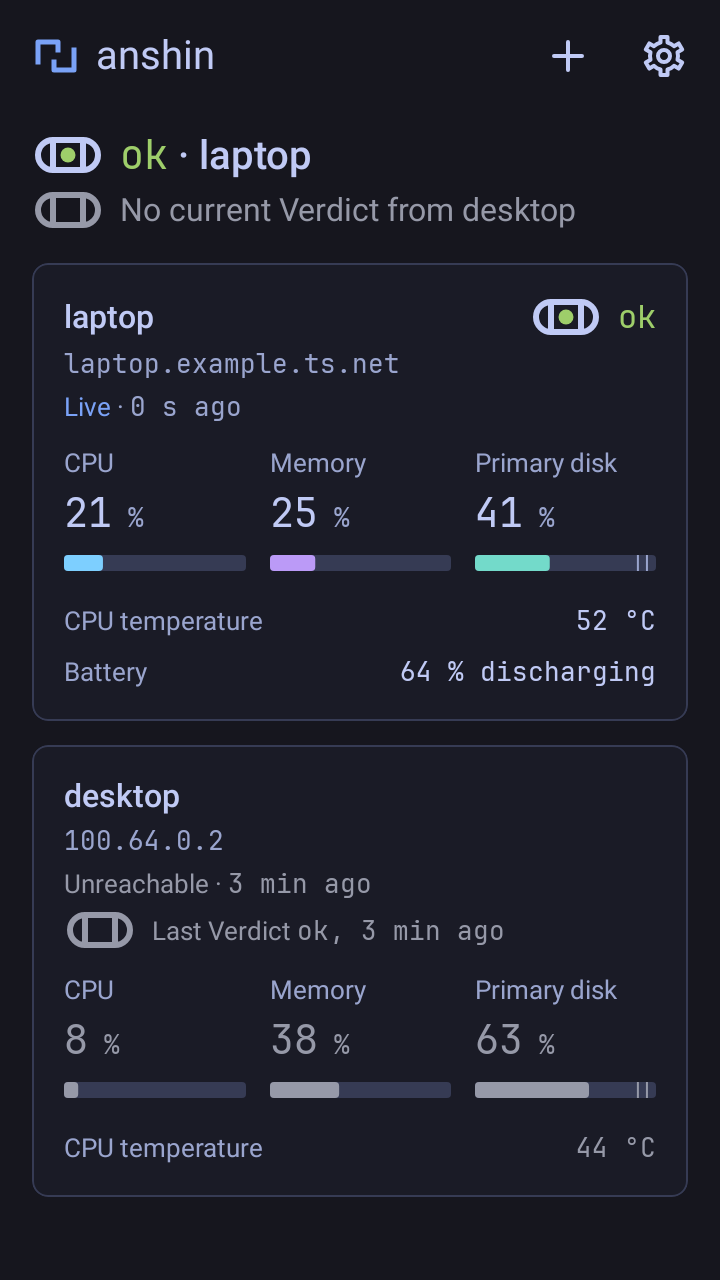 anshin
ok · laptop
No current Verdict from desktop
laptop
ok
laptop.example.ts.net
Live · 0 s ago
CPU Memory Primary disk
21 % 25 % 41 %
CPU temperature 52 °C
Battery 64 % discharging
desktop
100.64.0.2
Unreachable · 3 min ago
Last Verdict ok, 3 min ago
CPU Memory Primary disk
8 % 38 % 63 %
CPU temperature 44 °C